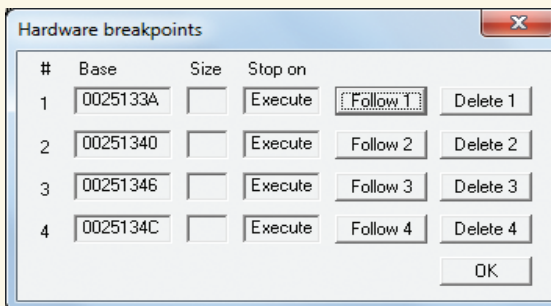 Hardware breakpoints
# Base Size Stop on
1 0025133A Execute Follow 1 Delete 1
2 00251340 Execute Follow 2 Delete 2
3 00251346 Execute Follow 3 Delete 3
4 0025134C Execute Follow 4 Delete 4
OK